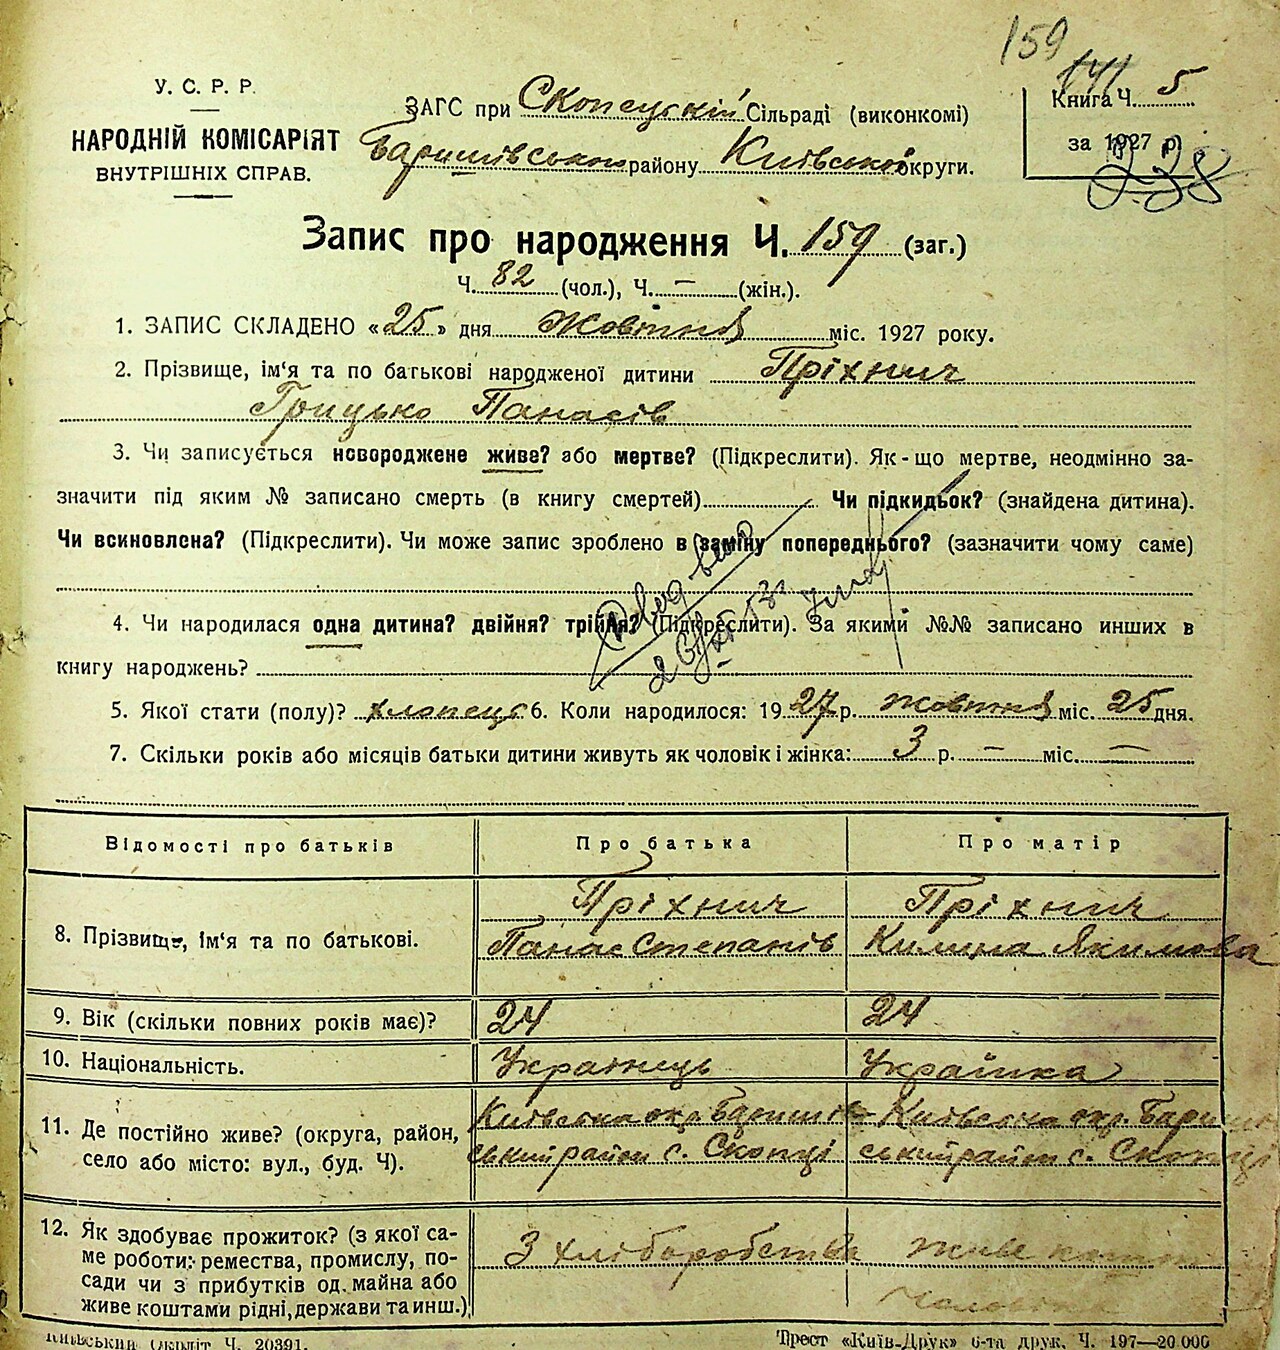 159
141
У. С. Р. Р.
НАРОДНІЙ КОМІСАРІЯТ
ВНУТРІШНІХ СПРАВ.
ЗАГС при Скопецькій Сільраді (виконкомі)
Баришівського району Київської округи.
Книга Ч. 5
за 1927 р.
238
Запис про народження Ч. 159 (заг.)
Ч. 82 (чол.), Ч. — (жін.).
1. ЗАПИС СКЛАДЕНО «25» дня Жовтня міс. 1927 року.
2. Прізвище, ім'я та по батькові народженої дитини Пріхнич
Грицько Панасів
3. Чи записується новороджене живе? або мертве? (Підкреслити). Як-що мертве, неодмінно за-
значити під яким № записано смерть (в книгу смертей) Чи підкидьок? (знайдена дитина).
Чи всиновлена? (Підкреслити). Чи може запис зроблено в заміну попереднього? (зазначити чому саме)
4. Чи народилася одна дитина? двійня? трійня? (Підкреслити). За якими №№ записано инших в
книгу народжень?
5. Якої стати (полу)? хлопець 6. Коли народилося: 1927 р. жовтня міс. 25 дня.
7. Скільки років або місяців батьки дитини живуть як чоловік і жінка: 3 р. — міс. —
Відомості про батьків Про батька Про матір
8. Прізвище, ім'я та по батькові. Пріхнич Пріхнич
Панас Степанів Килина Якимова
9. Вік (скільки повних років має)? 24 24
10. Національність. Українець Українка
11. Де постійно живе? (округа, район, Київська окр. Баришів- Київська окр. Бариші
село або місто: вул., буд. Ч). ський район с. Скопці ський район с. Скопці
12. Як здобуває прожиток? (з якої са-
ме роботи: ремества, промислу, по- З хліборобства живе
сади чи з прибутків од майна або
живе коштами рідні, держави та инш.) чоловіка
Київський Окрліт Ч. 20391. Трест «Київ-Друк» 6-та друк. Ч. 197—20.000